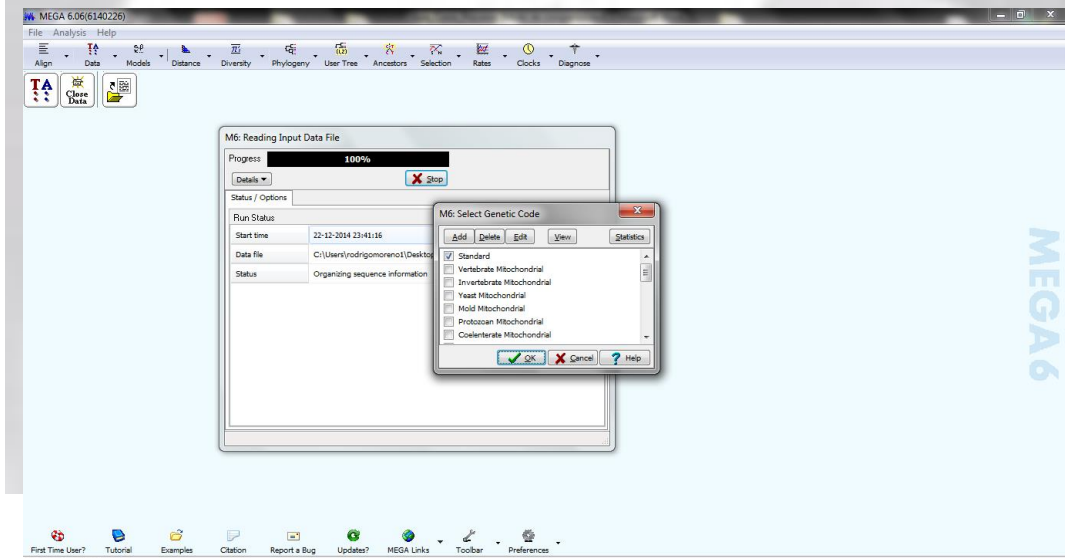 MEGA 6.06(6140226)
File Analysis Help
Align Data Models Distance Diversity Phylogeny User Tree Ancestors Selection Rates Clocks Diagnose
TA
Close
Data
M6: Reading Input Data File
Progress 100%
Details Stop
Status / Options
Run Status
Start time 22-12-2014 23:41:16
Data file C:\Users\rodrigomoreno1\Desktop
Status Organizing sequence information
M6: Select Genetic Code
Add Delete Edit View Statistics
Standard
Vertebrate Mitochondrial
Invertebrate Mitochondrial
Yeast Mitochondrial
Mold Mitochondrial
Protozoan Mitochondrial
Coelenterate Mitochondrial
OK Cancel ? Help
MEGA6
First Time User? Tutorial Examples Citation Report a Bug Updates? MEGA Links Toolbar Preferences